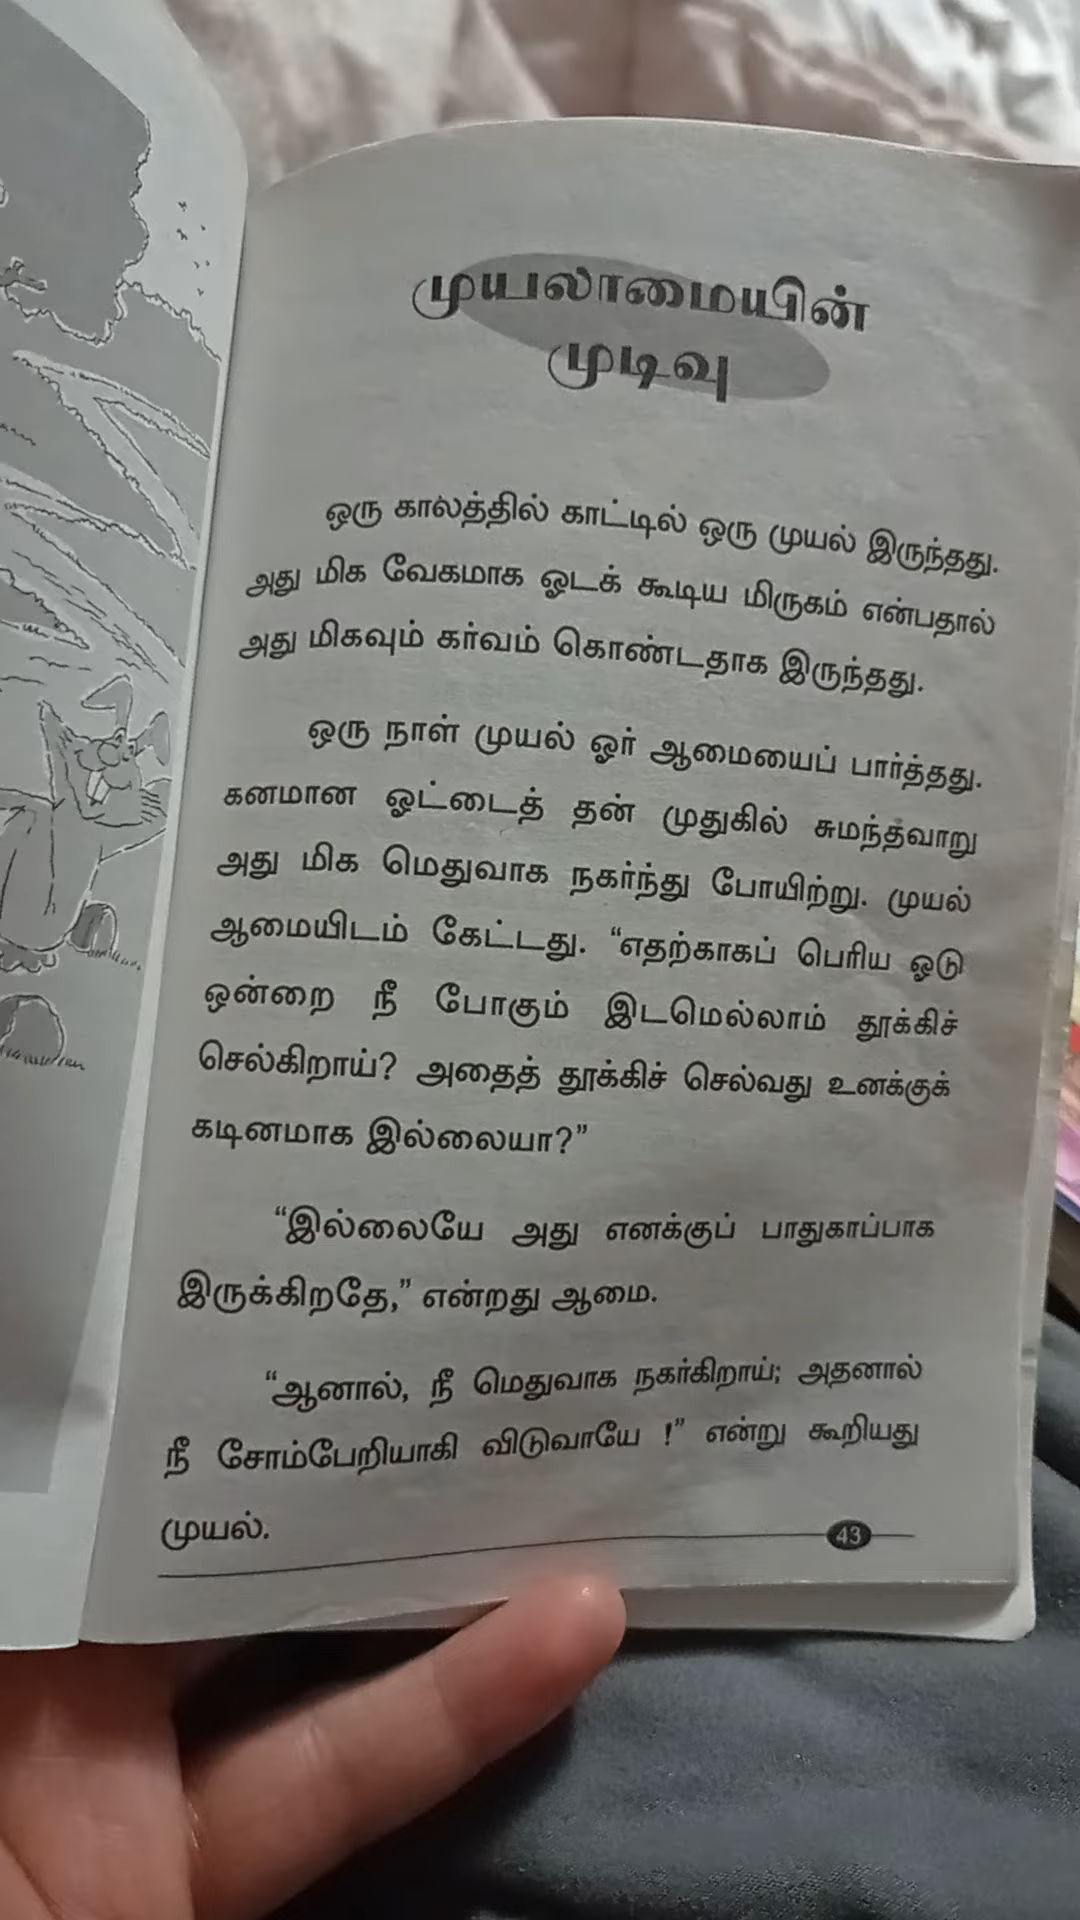 முயலாமையின்
முடிவு
ஒரு காலத்தில் காட்டில் ஒரு முயல் இருந்தது.
அது மிக வேகமாக ஓடக் கூடிய மிருகம் என்பதால்
அது மிகவும் கர்வம் கொண்டதாக இருந்தது.
ஒரு நாள் முயல் ஓர் ஆமையைப் பார்த்தது.
கனமான ஓட்டைத் தன் முதுகில் சுமந்தவாறு
அது மிக மெதுவாக நகர்ந்து போயிற்று. முயல்
ஆமையிடம் கேட்டது. “எதற்காகப் பெரிய ஓடு
ஒன்றை நீ போகும் இடமெல்லாம் தூக்கிச்
செல்கிறாய்? அதைத் தூக்கிச் செல்வது உனக்குக்
கடினமாக இல்லையா?”
“இல்லையே அது எனக்குப் பாதுகாப்பாக
இருக்கிறதே,” என்றது ஆமை.
“ஆனால், நீ மெதுவாக நகர்கிறாய்; அதனால்
நீ சோம்பேறியாகி விடுவாயே !” என்று கூறியது
முயல்.
43